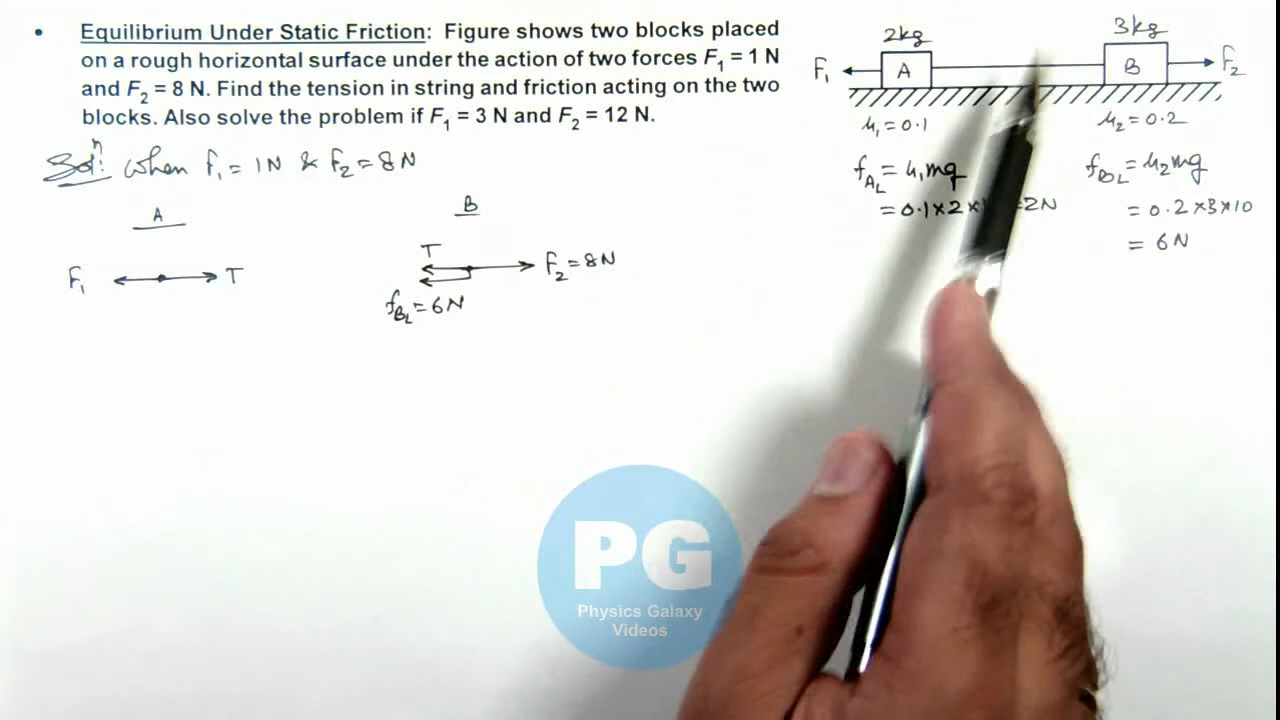 • Equilibrium Under Static Friction: Figure shows two blocks placed
on a rough horizontal surface under the action of two forces F₁ = 1 N
and F₂ = 8 N. Find the tension in string and friction acting on the two
blocks. Also solve the problem if F₁ = 3 N and F₂ = 12 N.
2kg
3kg
F₁
A
B
F₂
μ₁ = 0.1
μ₂ = 0.2
f_AL = μ₁mg
= 0.1×2× =2N
f_BL = μ₂mg
= 0.2×3×10
= 6N
Solⁿ: When F₁ = 1N & F₂ = 8N
A
B
F₁
T
T
F₂ = 8N
f_BL = 6N
PG
Physics Galaxy
Videos